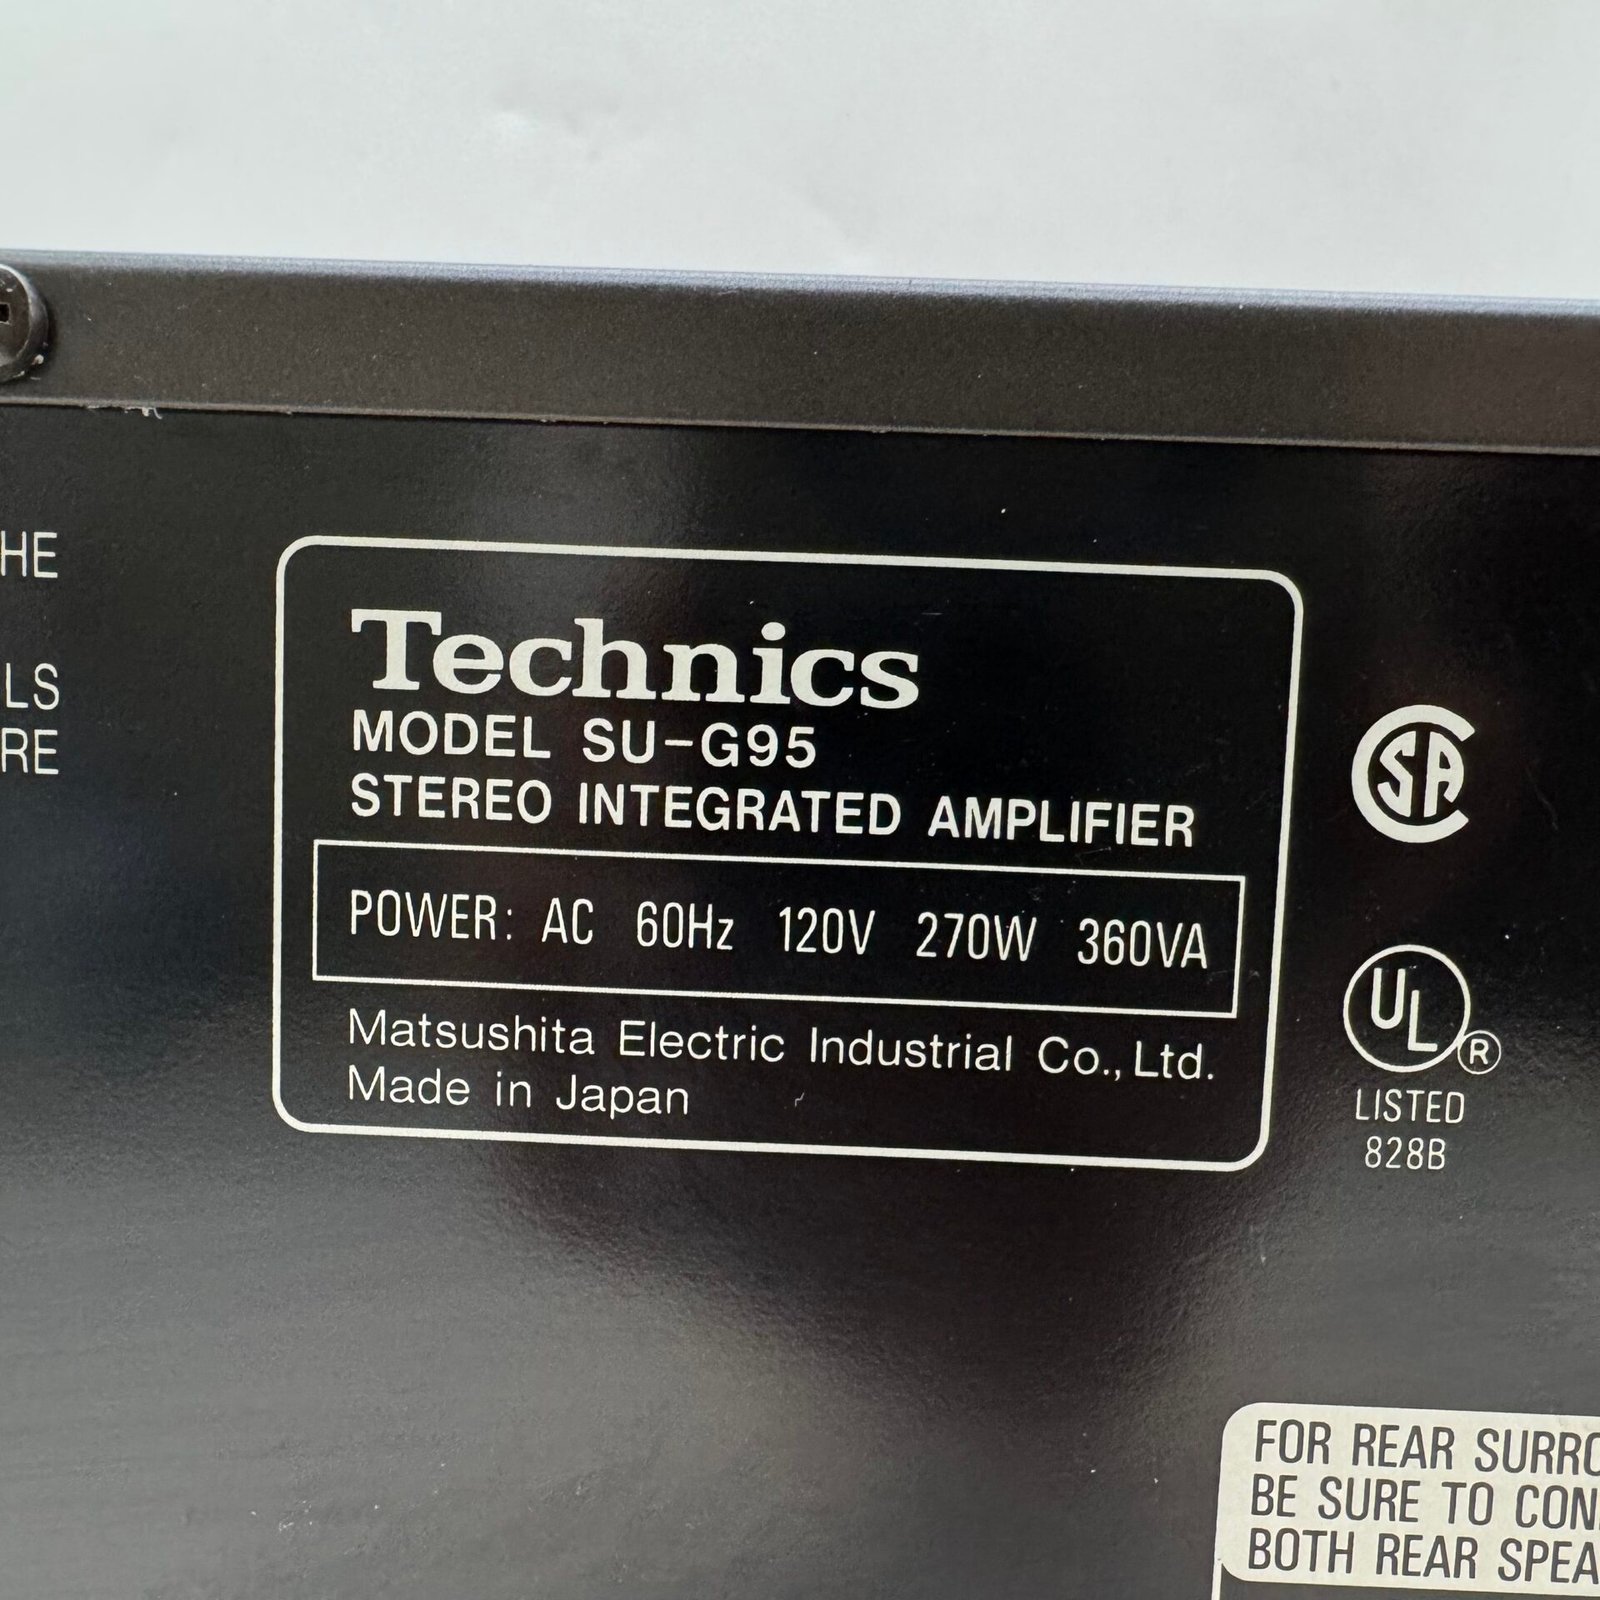 HE
LS
RE
Technics
MODEL SU-G95
STEREO INTEGRATED AMPLIFIER
POWER: AC 60Hz 120V 270W 360VA
Matsushita Electric Industrial Co., Ltd.
Made in Japan
SA
UL®
LISTED
828B
FOR REAR SURRO
BE SURE TO CON
BOTH REAR SPEA